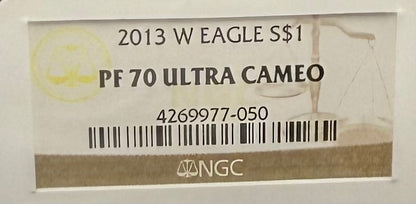 2013 W EAGLE S$1
PF 70 ULTRA CAMEO
4269977-050
NGC